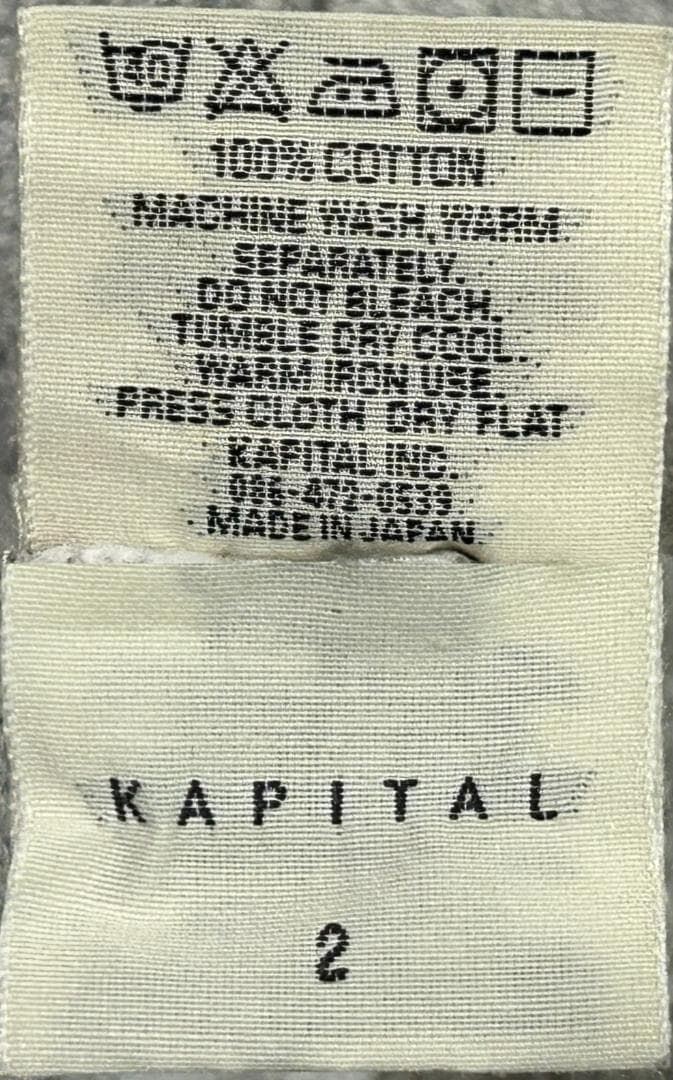 40
100% COTTON
MACHINE WASH, WARM
SEPARATELY.
DO NOT BLEACH.
TUMBLE DRY COOL.
WARM IRON USE.
PRESS CLOTH DRY FLAT
KAPITAL INC.
086-472-0539
MADE IN JAPAN
KAPITAL
2